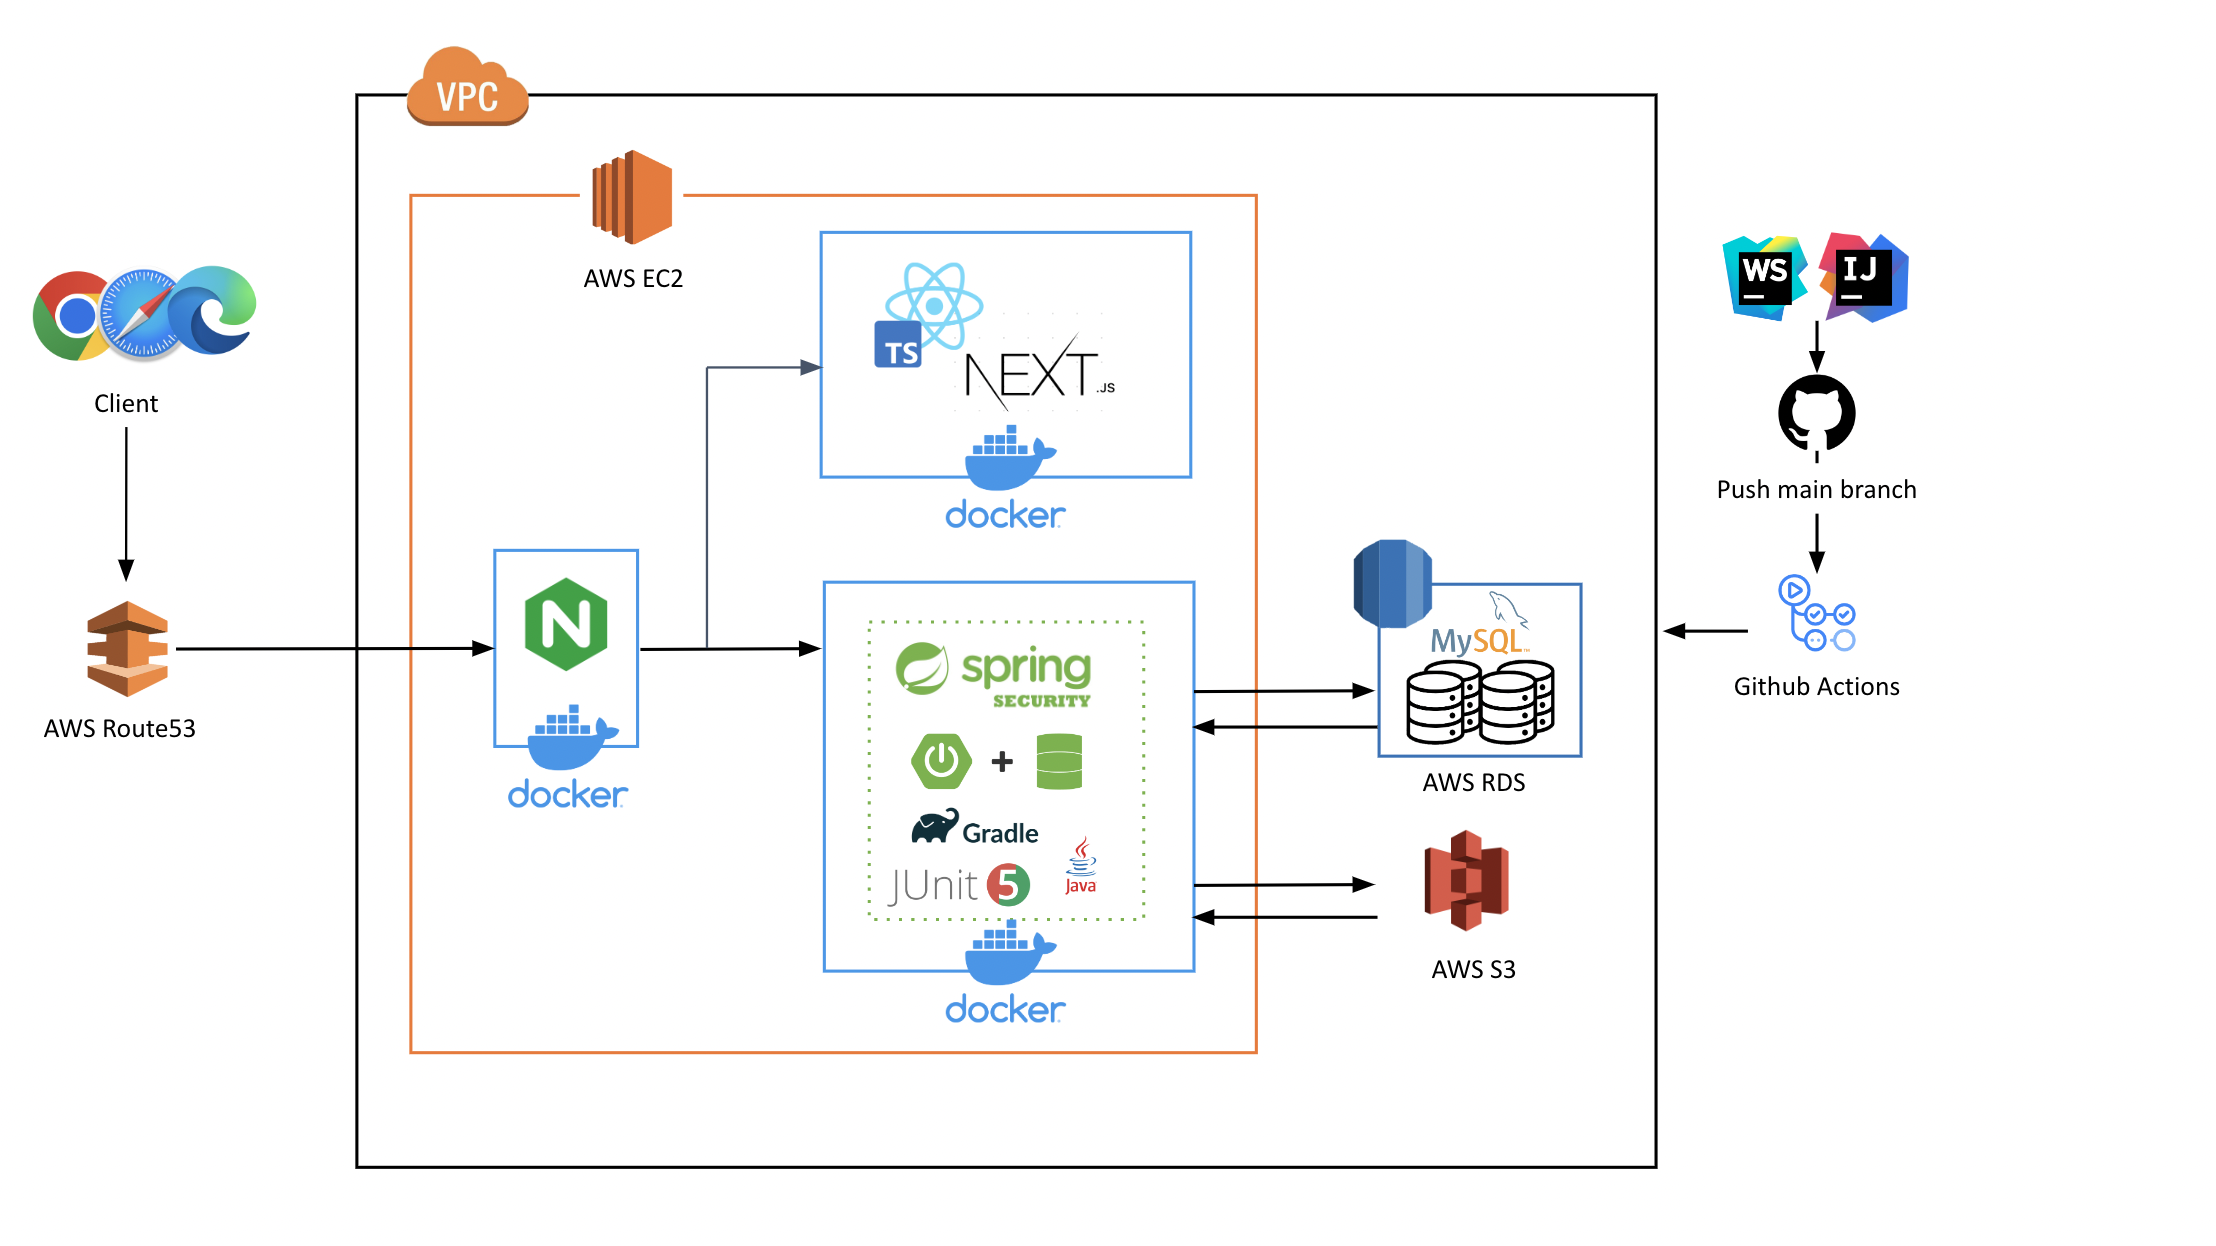 VPC
AWS EC2
Client
AWS Route53
N
docker
TS
NEXT.JS
docker
spring
SECURITY
Gradle
JUnit 5
Java
docker
MySQL
AWS RDS
AWS S3
WS
IJ
Push main branch
Github Actions